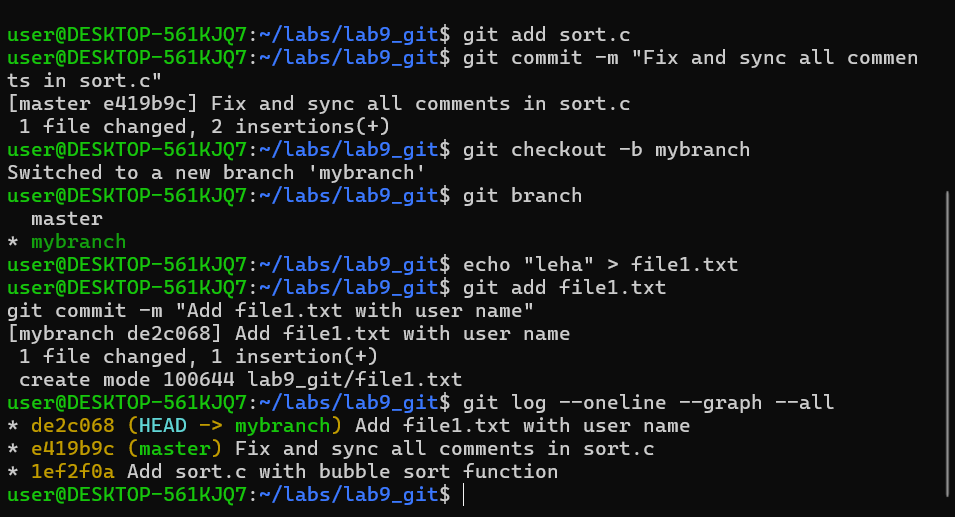 user@DESKTOP-561KJQ7:~/labs/lab9_git$ git add sort.c
user@DESKTOP-561KJQ7:~/labs/lab9_git$ git commit -m "Fix and sync all commen
ts in sort.c"
[master e419b9c] Fix and sync all comments in sort.c
 1 file changed, 2 insertions(+)
user@DESKTOP-561KJQ7:~/labs/lab9_git$ git checkout -b mybranch
Switched to a new branch 'mybranch'
user@DESKTOP-561KJQ7:~/labs/lab9_git$ git branch
  master
* mybranch
user@DESKTOP-561KJQ7:~/labs/lab9_git$ echo "leha" > file1.txt
user@DESKTOP-561KJQ7:~/labs/lab9_git$ git add file1.txt
git commit -m "Add file1.txt with user name"
[mybranch de2c068] Add file1.txt with user name
 1 file changed, 1 insertion(+)
 create mode 100644 lab9_git/file1.txt
user@DESKTOP-561KJQ7:~/labs/lab9_git$ git log --oneline --graph --all
* de2c068 (HEAD -> mybranch) Add file1.txt with user name
* e419b9c (master) Fix and sync all comments in sort.c
* 1ef2f0a Add sort.c with bubble sort function
user@DESKTOP-561KJQ7:~/labs/lab9_git$